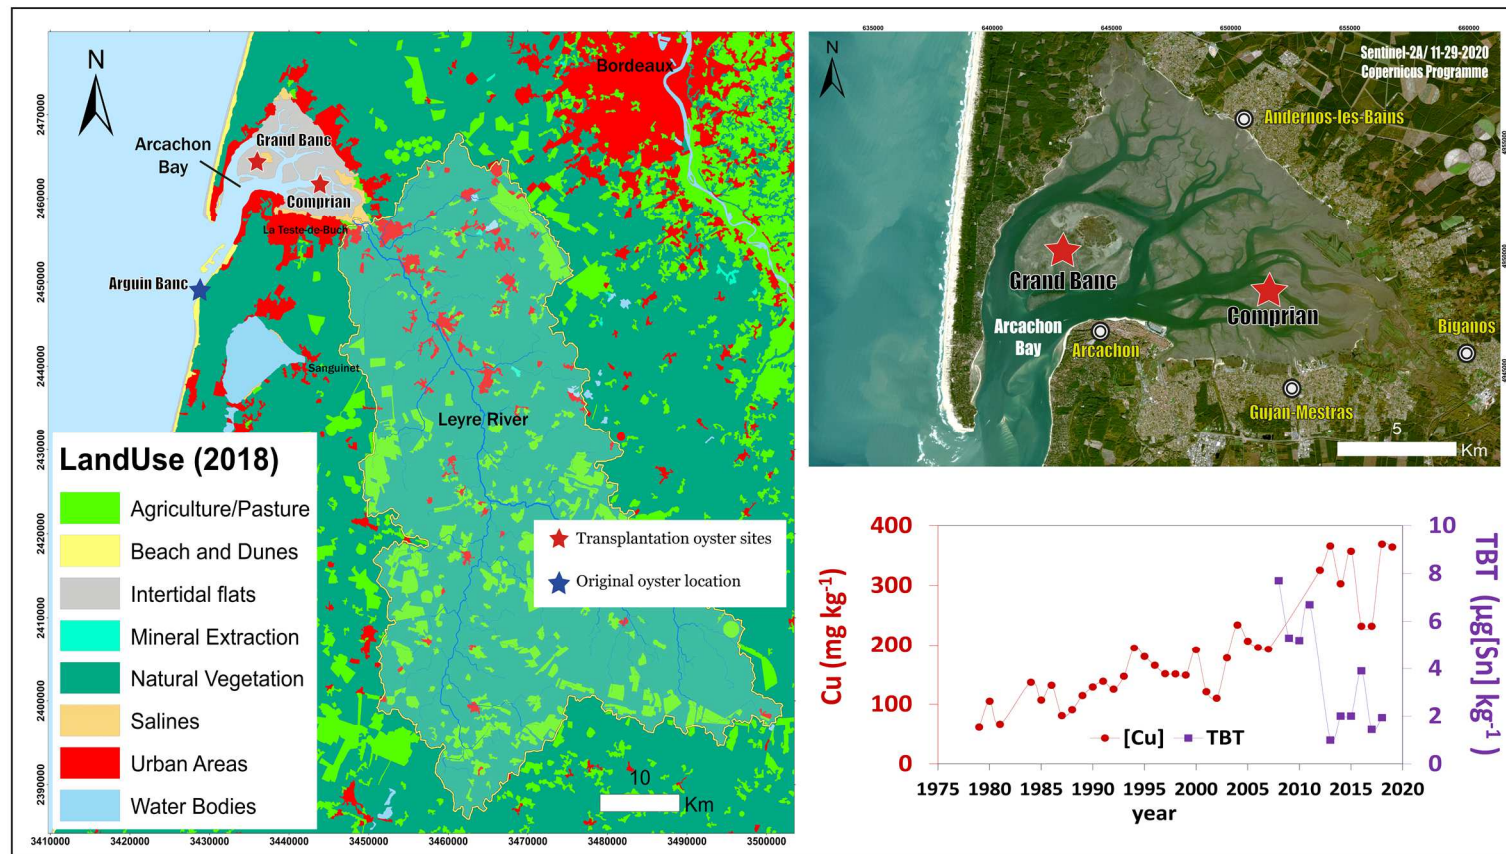 N
Bordeaux
Arcachon
Bay
Grand Banc
Comprian
La Teste-de-Buch
Arguin Banc
Sanguinet
Leyre River
LandUse (2018)
Agriculture/Pasture
Beach and Dunes
Intertidal flats
Mineral Extraction
Natural Vegetation
Salines
Urban Areas
Water Bodies
Transplantation oyster sites
Original oyster location
10
Km
2470000
2460000
2450000
2440000
2430000
2420000
2410000
2400000
2390000
3410000 3420000 3430000 3440000 3450000 3460000 3470000 3480000 3490000 3500000
635000 640000 645000 650000 655000 660000
N
Sentinel-2A/ 11-29-2020
Copernicus Programme
Andernos-les-Bains
Grand Banc
Comprian
Arcachon
Bay
Arcachon
Biganos
Gujan-Mestras
5
Km
4955000
4950000
4945000
Cu (mg kg-1)
400
300
200
100
0
10
8
6
4
2
0
TBT (µg[Sn] kg-1)
[Cu] TBT
1975 1980 1985 1990 1995 2000 2005 2010 2015 2020
year